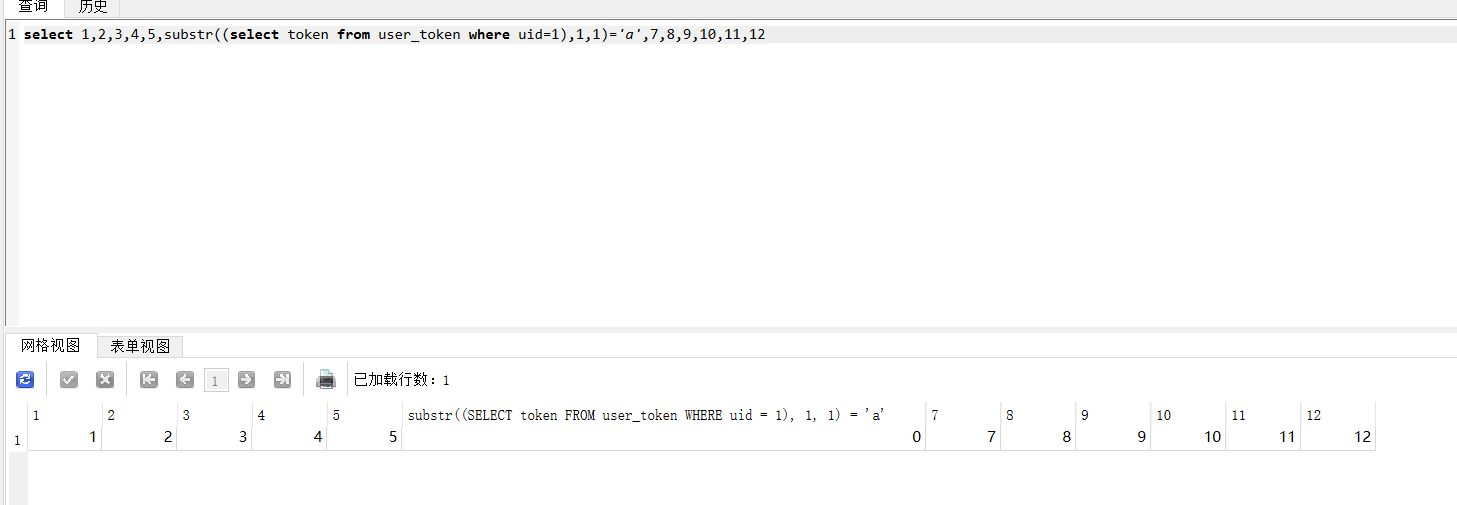 查询 历史
1 select 1,2,3,4,5,substr((select token from user_token where uid=1),1,1)='a',7,8,9,10,11,12
网格视图 表单视图
1 已加载行数：1
1 2 3 4 5 substr((SELECT token FROM user_token WHERE uid = 1), 1, 1) = 'a' 7 8 9 10 11 12
1 1 2 3 4 5 0 7 8 9 10 11 12